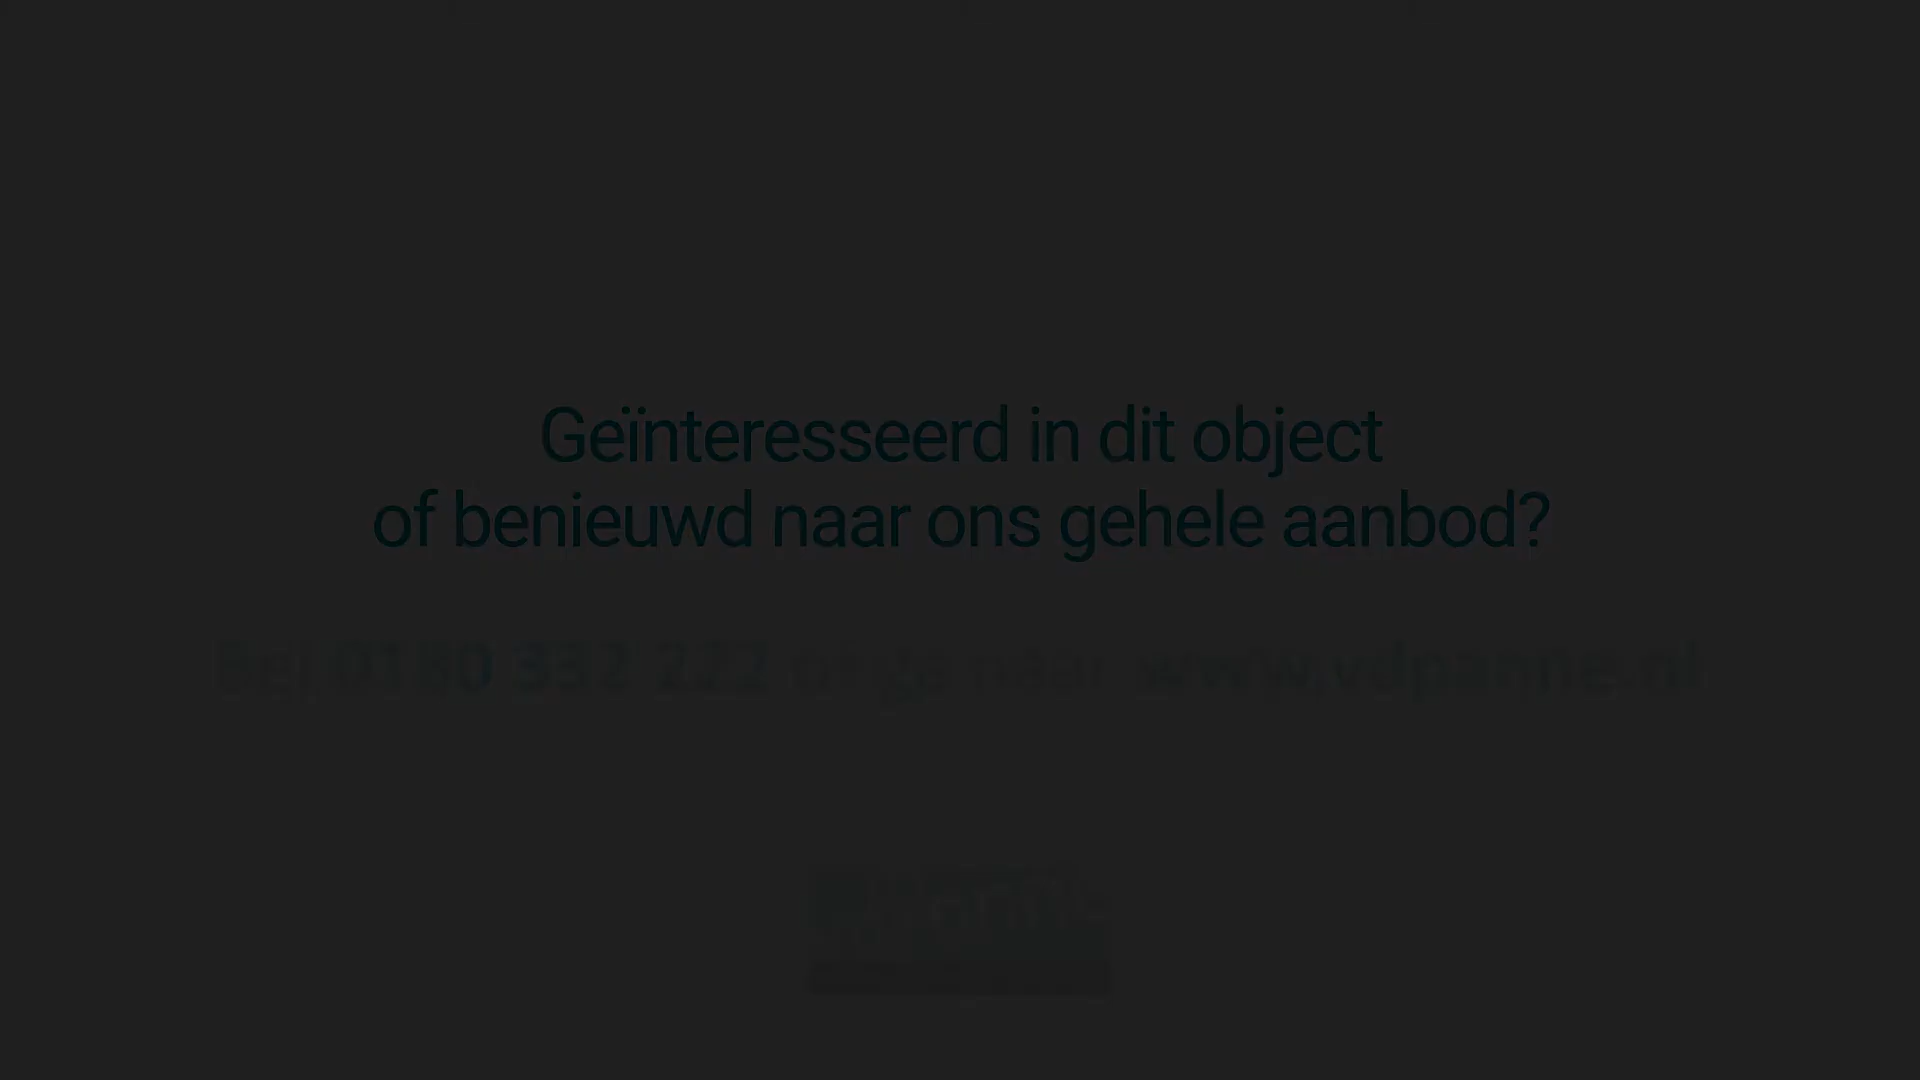 Geïnteresseerd in dit object
of benieuwd naar ons gehele aanbod?
Bel 0180 332 222 of ga naar www.vdpanne.nl